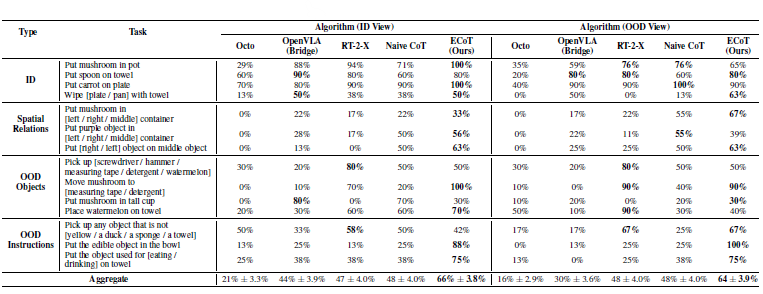 Type Task Algorithm (ID View) Algorithm (OOD View)
Octo OpenVLA (Bridge) RT-2-X Naive CoT ECoT (Ours) Octo OpenVLA (Bridge) RT-2-X Naive CoT ECoT (Ours)
ID
Put mushroom in pot 29% 88% 94% 71% 100% 35% 59% 76% 76% 65%
Put spoon on towel 60% 90% 80% 60% 80% 20% 80% 80% 60% 80%
Put carrot on plate 70% 80% 90% 90% 100% 40% 90% 90% 100% 90%
Wipe [plate / pan] with towel 13% 50% 38% 38% 50% 0% 50% 0% 13% 63%
Spatial Relations
Put mushroom in
[left / right / middle] container 0% 22% 17% 22% 33% 0% 17% 22% 55% 67%
Put purple object in
[left / right / middle] container 0% 28% 17% 50% 56% 0% 22% 11% 55% 39%
Put [right / left] object on middle object 0% 13% 0% 50% 63% 0% 25% 25% 50% 63%
OOD Objects
Pick up [screwdriver / hammer /
measuring tape / detergent / watermelon] 30% 20% 80% 50% 50% 30% 20% 80% 50% 50%
Move mushroom to
[measuring tape / detergent] 0% 10% 70% 20% 100% 10% 0% 90% 40% 90%
Put mushroom in tall cup 0% 80% 0% 70% 30% 10% 20% 0% 20% 30%
Place watermelon on towel 20% 30% 60% 60% 70% 50% 10% 90% 30% 40%
OOD Instructions
Pick up any object that is not
[yellow / a duck / a sponge / a towel] 50% 33% 58% 50% 42% 17% 17% 67% 25% 67%
Put the edible object in the bowl 13% 25% 13% 25% 88% 0% 13% 25% 25% 100%
Put the object used for [eating /
drinking] on towel 25% 38% 38% 38% 75% 13% 0% 25% 38% 75%
Aggregate 21% ± 3.3% 44% ± 3.9% 47 ± 4.0% 48 ± 4.0% 66% ± 3.8% 16% ± 2.9% 30% ± 3.6% 48 ± 4.0% 48% ± 4.0% 64 ± 3.9%